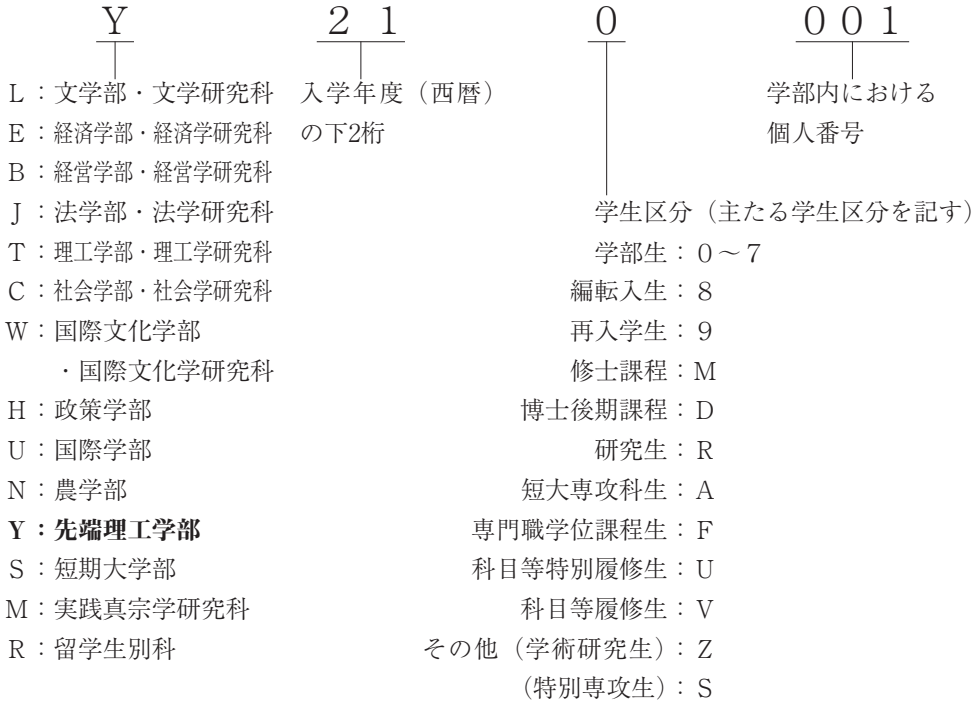 Y 21 0 001
L：文学部・文学研究科
E：経済学部・経済学研究科
B：経営学部・経営学研究科
J：法学部・法学研究科
T：理工学部・理工学研究科
C：社会学部・社会学研究科
W：国際文化学部
・国際文化学研究科
H：政策学部
U：国際学部
N：農学部
Y：先端理工学部
S：短期大学部
M：実践真宗学研究科
R：留学生別科
入学年度（西暦）
の下2桁
学生区分（主たる学生区分を記す）
学部生：0～7
編転入生：8
再入学生：9
修士課程：M
博士後期課程：D
研究生：R
短大専攻科生：A
専門職学位課程生：F
科目等特別履修生：U
科目等履修生：V
その他（学術研究生）：Z
（特別専攻生）：S
学部内における
個人番号